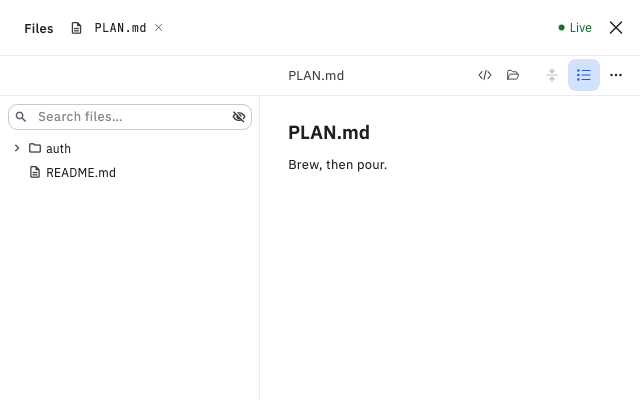 Files PLAN.md Live
PLAN.md
Search files...
auth
README.md
PLAN.md
Brew, then pour.